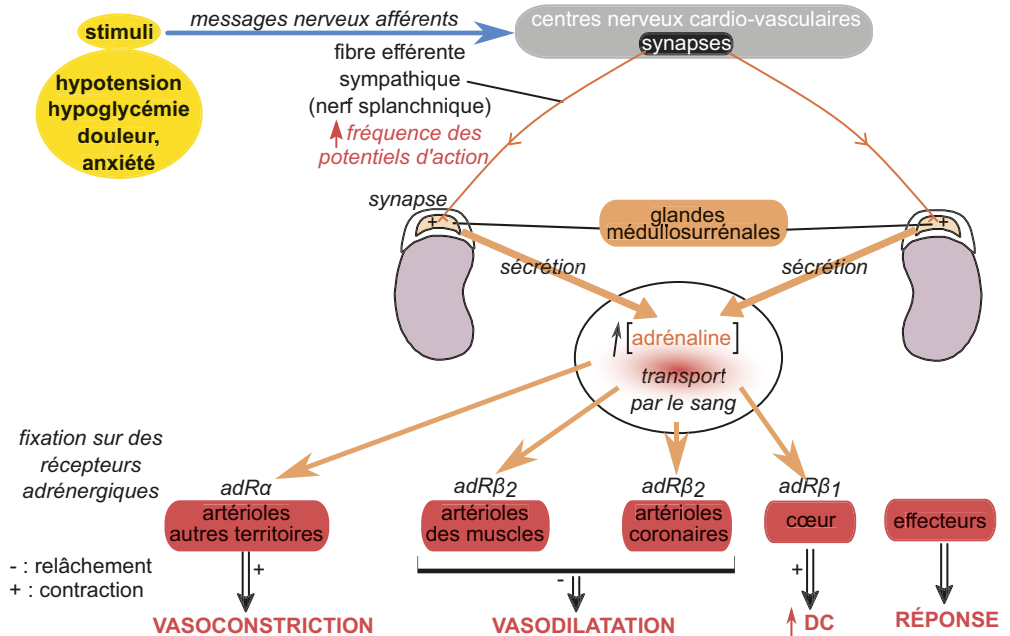 stimuli
messages nerveux afférents
centres nerveux cardio-vasculaires
synapses
hypotension
hypoglycémie
douleur,
anxiété
fibre efférente
sympathique
(nerf splanchnique)
fréquence des
potentiels d'action
synapse
+
+
glandes
méduliosurrénales
sécrétion
sécrétion
[adrénaline]
transport
par le sang
fixation sur des
récepteurs
adrénergiques
adRα
adRβ2
adRβ2
adRβ1
artérioles
autres territoires
artérioles
des muscles
artérioles
coronaires
cœur
effecteurs
- : relâchement
+ : contraction
+
-
+
VASOCONSTRICTION
VASODILATATION
DC
RÉPONSE